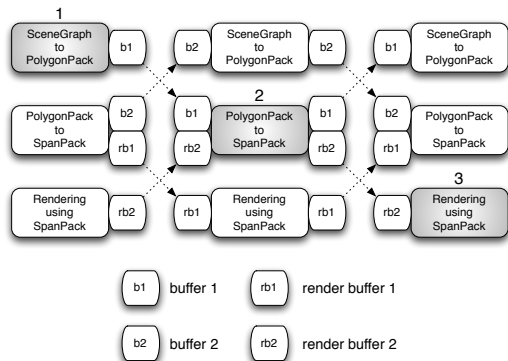 1
SceneGraph
to
PolygonPack
b1
b2
SceneGraph
to
PolygonPack
b2
b1
SceneGraph
to
PolygonPack
2
PolygonPack
to
SpanPack
b2
rb1
b1
rb2
PolygonPack
to
SpanPack
b1
rb2
b2
rb1
PolygonPack
to
SpanPack
3
Rendering
using
SpanPack
rb2
rb1
Rendering
using
SpanPack
rb1
rb2
Rendering
using
SpanPack
b1 buffer 1 rb1 render buffer 1
b2 buffer 2 rb2 render buffer 2